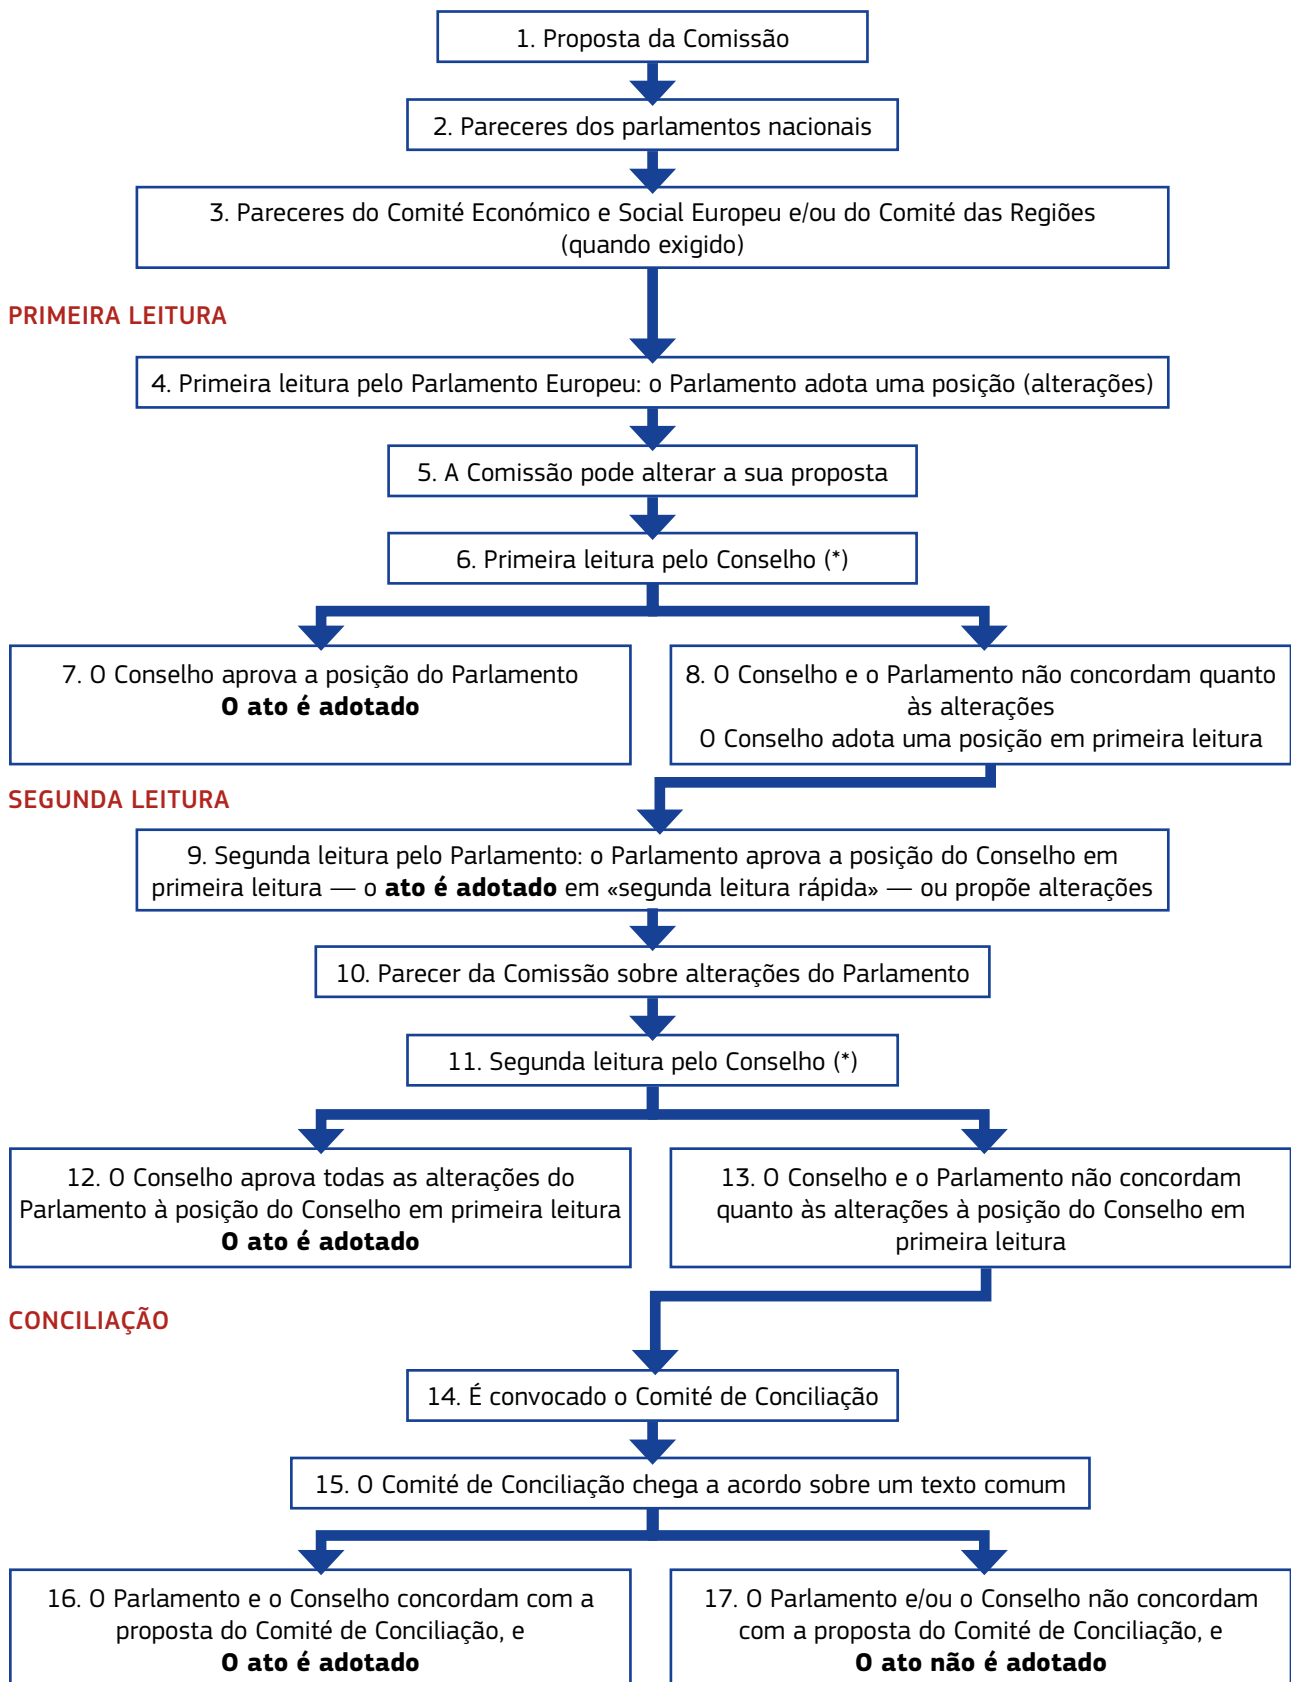 1. Proposta da Comissão
2. Pareceres dos parlamentos nacionais
3. Pareceres do Comité Económico e Social Europeu e/ou do Comité das Regiões
(quando exigido)
PRIMEIRA LEITURA
4. Primeira leitura pelo Parlamento Europeu: o Parlamento adota uma posição (alterações)
5. A Comissão pode alterar a sua proposta
6. Primeira leitura pelo Conselho (*)
7. O Conselho aprova a posição do Parlamento
O ato é adotado
8. O Conselho e o Parlamento não concordam quanto
às alterações
O Conselho adota uma posição em primeira leitura
SEGUNDA LEITURA
9. Segunda leitura pelo Parlamento: o Parlamento aprova a posição do Conselho em
primeira leitura — o ato é adotado em «segunda leitura rápida» — ou propõe alterações
10. Parecer da Comissão sobre alterações do Parlamento
11. Segunda leitura pelo Conselho (*)
12. O Conselho aprova todas as alterações do
Parlamento à posição do Conselho em primeira leitura
O ato é adotado
13. O Conselho e o Parlamento não concordam
quanto às alterações à posição do Conselho em
primeira leitura
CONCILIAÇÃO
14. É convocado o Comité de Conciliação
15. O Comité de Conciliação chega a acordo sobre um texto comum
16. O Parlamento e o Conselho concordam com a
proposta do Comité de Conciliação, e
O ato é adotado
17. O Parlamento e/ou o Conselho não concordam
com a proposta do Comité de Conciliação, e
O ato não é adotado